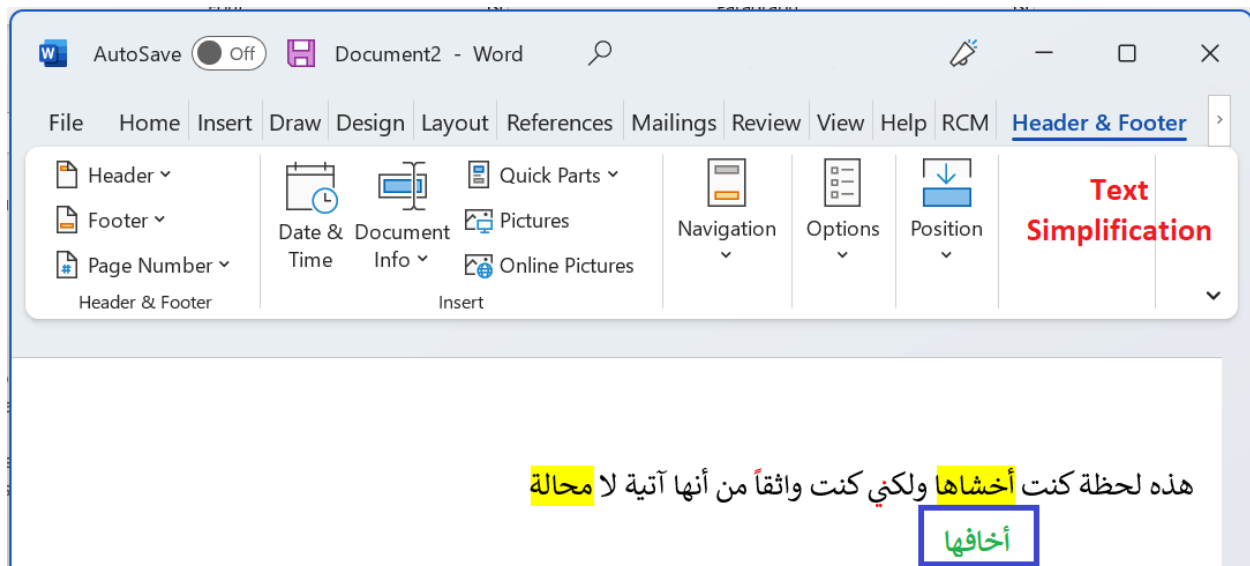 AutoSave Off Document2 - Word
File Home Insert Draw Design Layout References Mailings Review View Help RCM Header & Footer
Header
Footer
Page Number
Header & Footer
Date & Time
Document Info
Quick Parts
Pictures
Online Pictures
Insert
Navigation
Options
Position
Text
Simplification
هذه لحظة كنت أخشاها ولكني كنت واثقاً من أنها آتية لا محالة
أخافها